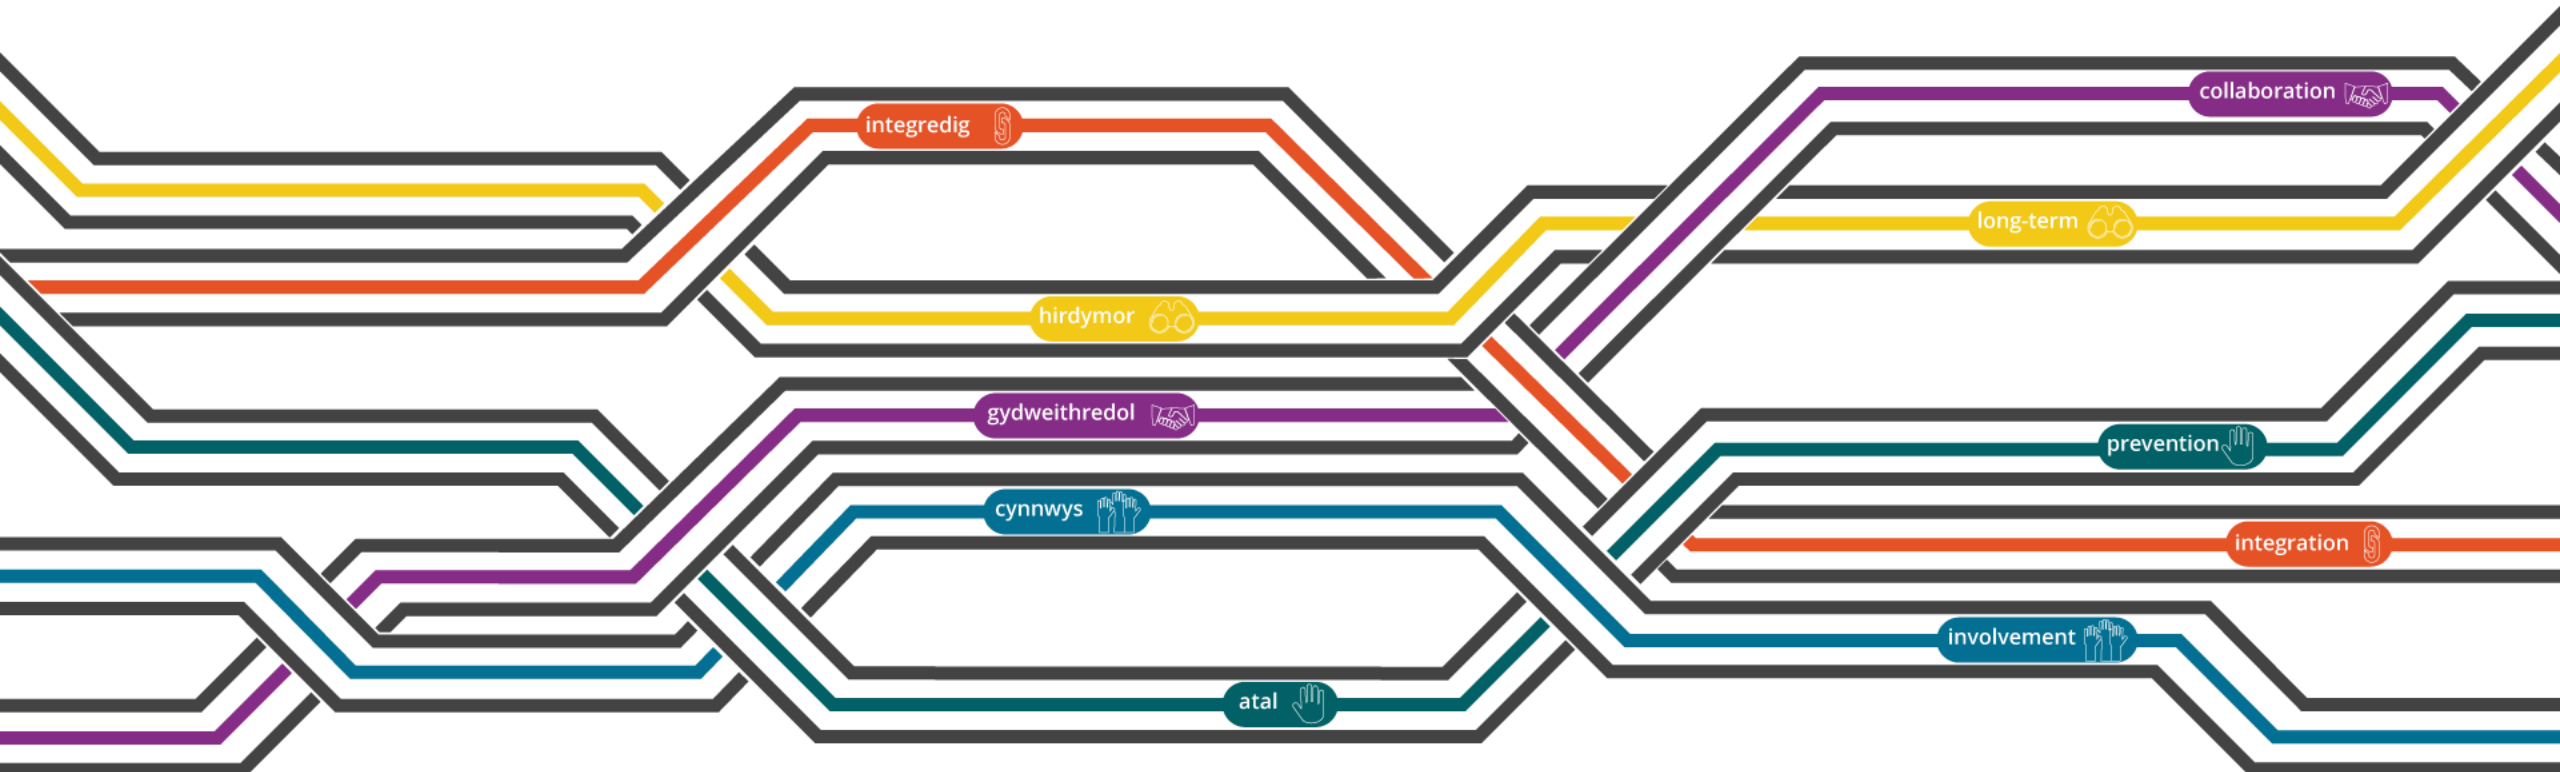 integredig
hirdymor
gydweithredol
cynnwys
atal
collaboration
long-term
prevention
integration
involvement